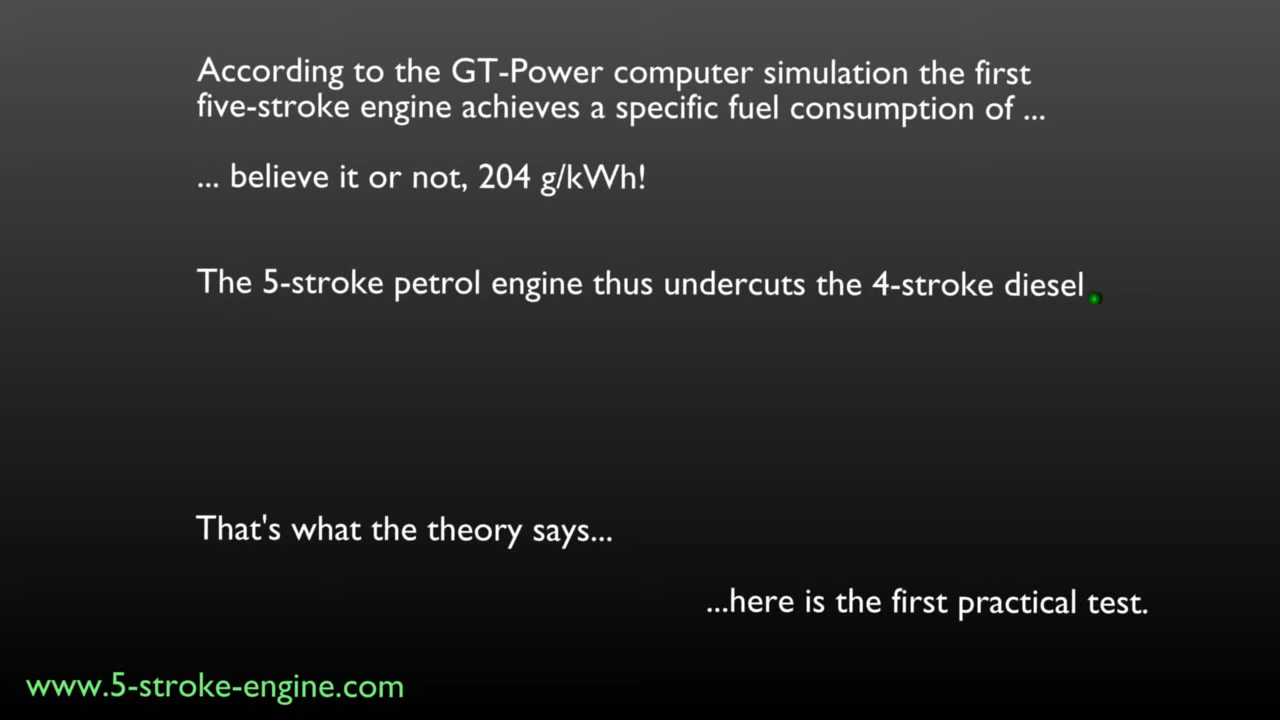 According to the GT-Power computer simulation the first
five-stroke engine achieves a specific fuel consumption of ...
... believe it or not, 204 g/kWh!
The 5-stroke petrol engine thus undercuts the 4-stroke diesel.
That's what the theory says...
...here is the first practical test.
www.5-stroke-engine.com